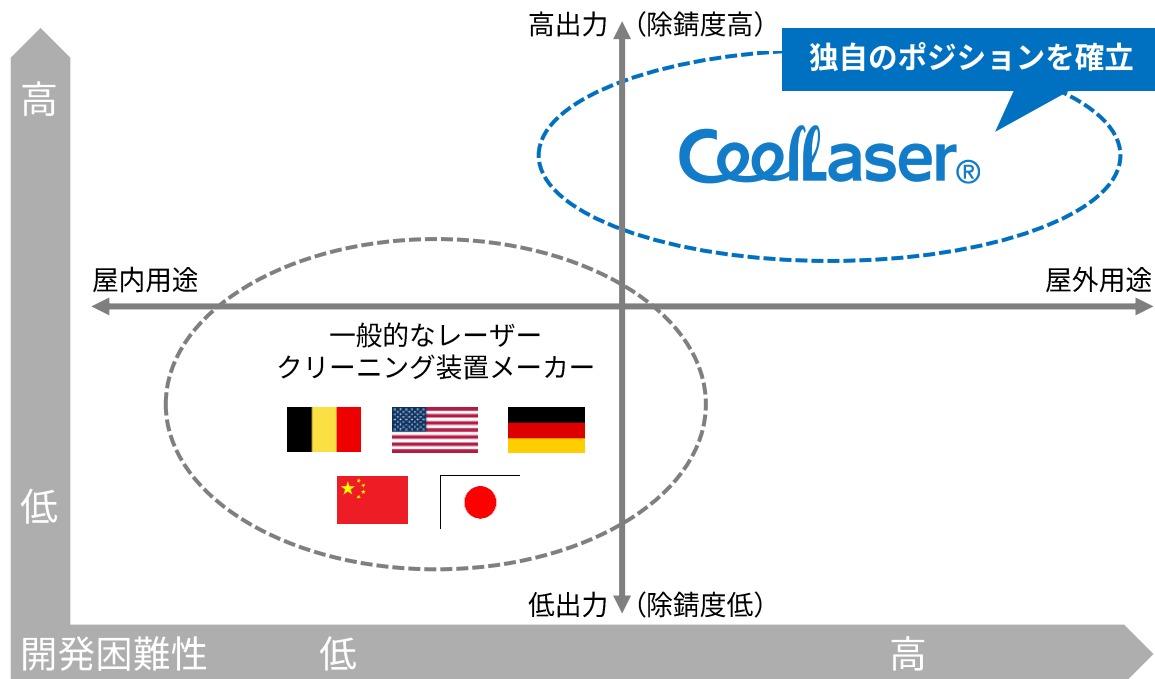 高出力（除錆度高）
独自のポジションを確立
高
CoolLaser®
屋内用途
屋外用途
一般的なレーザー
クリーニング装置メーカー
低
低出力（除錆度低）
開発困難性 低 高